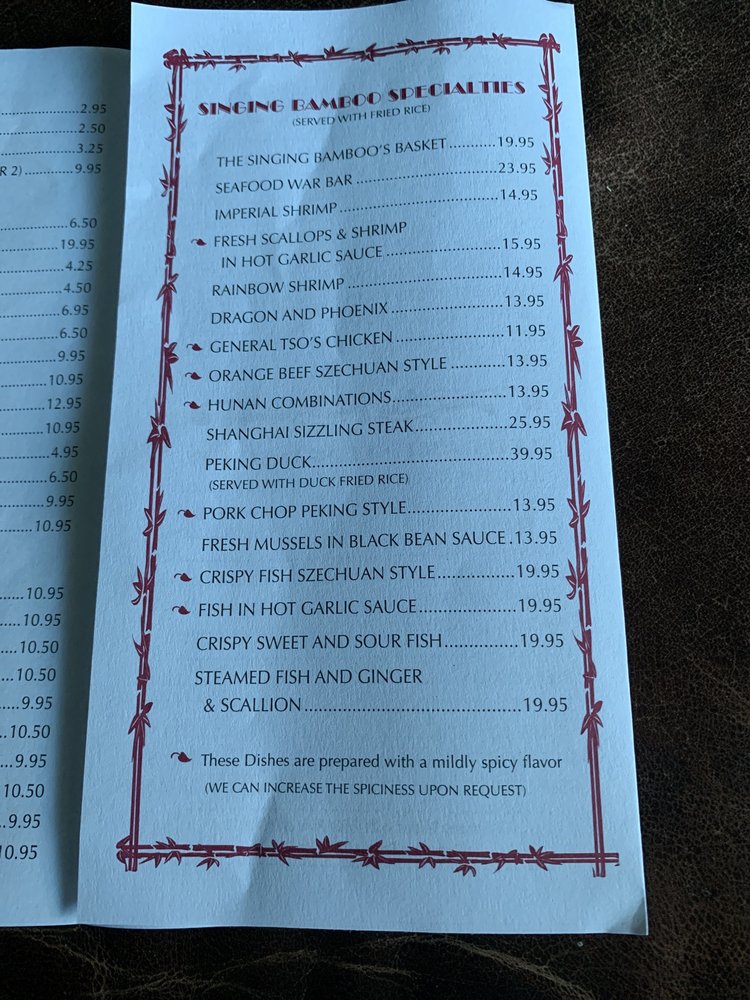 2.95
2.50
3.25
R 2)............9.95
6.50
19.95
4.25
4.50
6.95
6.50
9.95
10.95
12.95
10.95
4.95
6.50
9.95
10.95
10.95
10.95
10.50
10.50
9.95
10.50
9.95
10.50
9.95
10.95
SINGING BAMBOO SPECIALTIES
(SERVED WITH FRIED RICE)
THE SINGING BAMBOO'S BASKET...........19.95
SEAFOOD WAR BAR................................23.95
IMPERIAL SHRIMP....................................14.95
FRESH SCALLOPS & SHRIMP
IN HOT GARLIC SAUCE.........................15.95
RAINBOW SHRIMP...................................14.95
DRAGON AND PHOENIX.........................13.95
GENERAL TSO'S CHICKEN........................11.95
ORANGE BEEF SZECHUAN STYLE............13.95
HUNAN COMBINATIONS.........................13.95
SHANGHAI SIZZLING STEAK....................25.95
PEKING DUCK..........................................39.95
(SERVED WITH DUCK FRIED RICE)
PORK CHOP PEKING STYLE......................13.95
FRESH MUSSELS IN BLACK BEAN SAUCE.13.95
CRISPY FISH SZECHUAN STYLE................19.95
FISH IN HOT GARLIC SAUCE....................19.95
CRISPY SWEET AND SOUR FISH...............19.95
STEAMED FISH AND GINGER
& SCALLION...........................................19.95
These Dishes are prepared with a mildly spicy flavor
(WE CAN INCREASE THE SPICINESS UPON REQUEST)